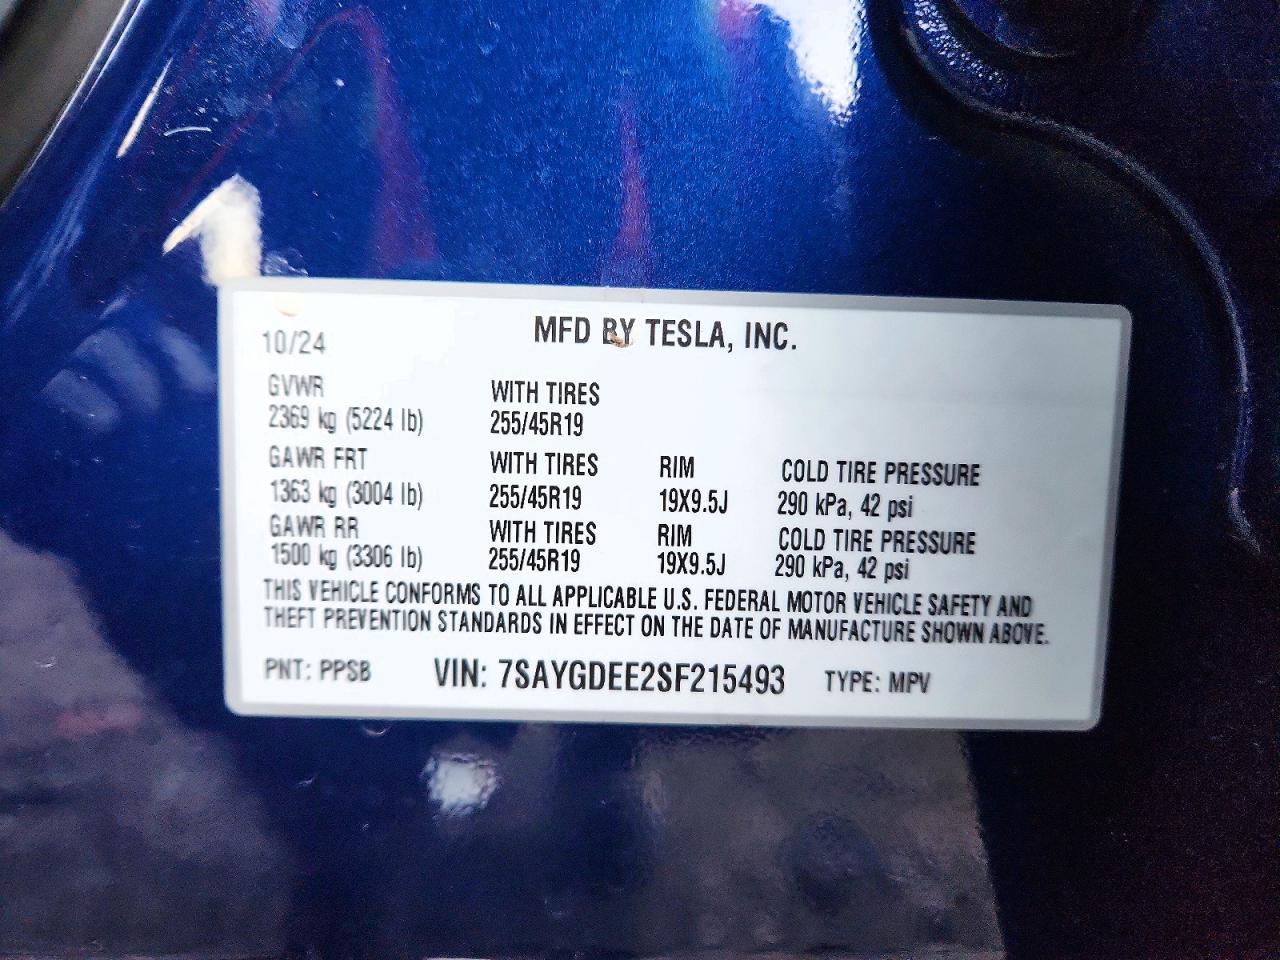 MFD BY TESLA, INC.
10/24
GVWR WITH TIRES
2369 kg (5224 lb) 255/45R19
GAWR FRT WITH TIRES RIM COLD TIRE PRESSURE
1363 kg (3004 lb) 255/45R19 19X9.5J 290 kPa, 42 psi
GAWR RR WITH TIRES RIM COLD TIRE PRESSURE
1500 kg (3306 lb) 255/45R19 19X9.5J 290 kPa, 42 psi
THIS VEHICLE CONFORMS TO ALL APPLICABLE U.S. FEDERAL MOTOR VEHICLE SAFETY AND
THEFT PREVENTION STANDARDS IN EFFECT ON THE DATE OF MANUFACTURE SHOWN ABOVE.
PNT: PPSB VIN: 7SAYGDEE2SF215493 TYPE: MPV